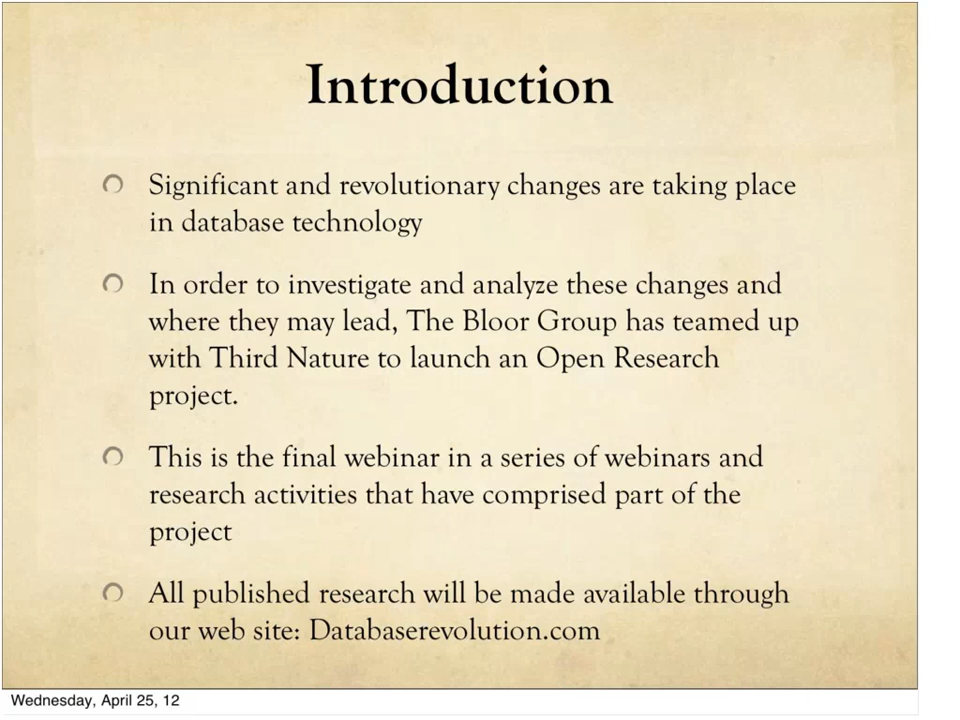 Introduction
Significant and revolutionary changes are taking place
in database technology
In order to investigate and analyze these changes and
where they may lead, The Bloor Group has teamed up
with Third Nature to launch an Open Research
project.
This is the final webinar in a series of webinars and
research activities that have comprised part of the
project
All published research will be made available through
our web site: Databaserevolution.com
Wednesday, April 25, 12